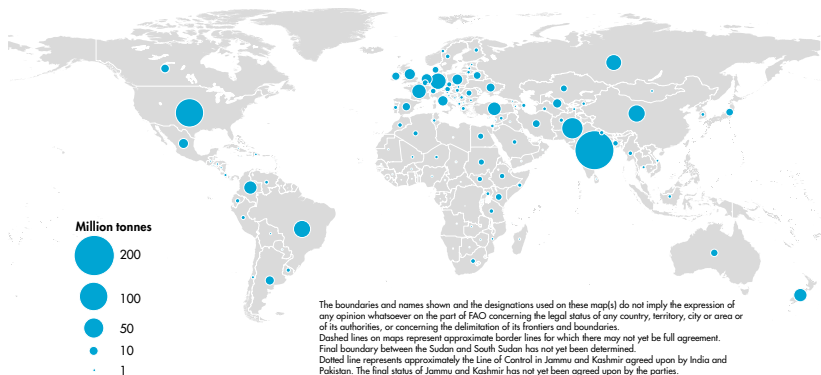 Million tonnes
200
100
50
10
1
The boundaries and names shown and the designations used on these map(s) do not imply the expression of
any opinion whatsoever on the part of FAO concerning the legal status of any country, territory, city or area or
of its authorities, or concerning the delimitation of its frontiers and boundaries.
Dashed lines on maps represent approximate border lines for which there may not yet be full agreement.
Final boundary between the Sudan and South Sudan has not yet been determined.
Dotted line represents approximately the Line of Control in Jammu and Kashmir agreed upon by India and
Pakistan. The final status of Jammu and Kashmir has not yet been agreed upon by the parties.